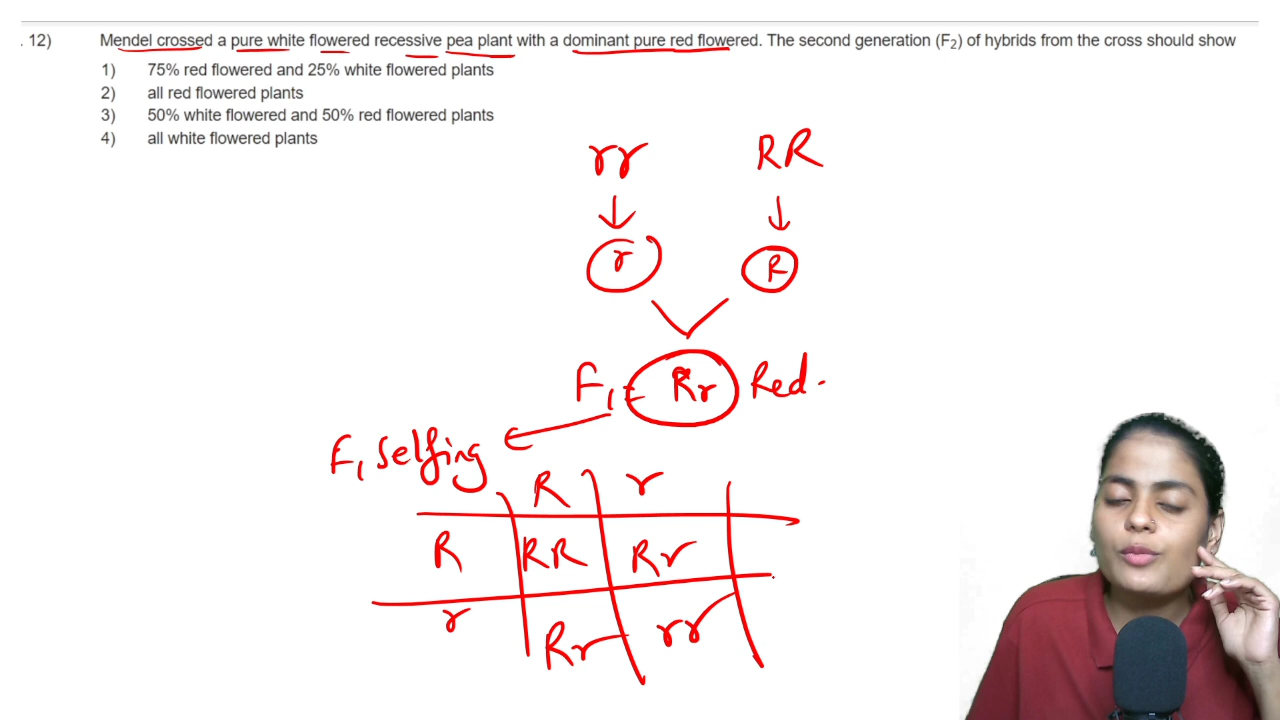 . 12) Mendel crossed a pure white flowered recessive pea plant with a dominant pure red flowered. The second generation (F₂) of hybrids from the cross should show
1) 75% red flowered and 25% white flowered plants
2) all red flowered plants
3) 50% white flowered and 50% red flowered plants
4) all white flowered plants
rr RR
r R
F₁ = Rr Red.
F₁ Selfing
R r
R RR Rr
r Rr rr